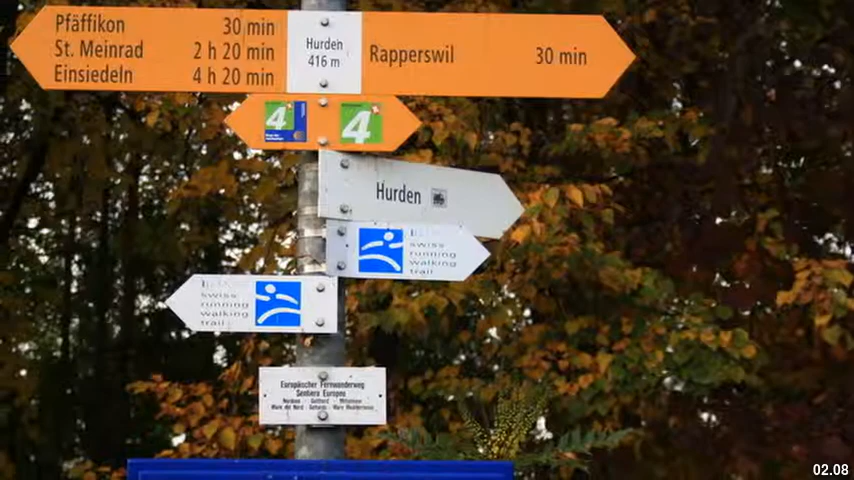 Pfäffikon 30 min
St. Meinrad 2 h 20 min
Einsiedeln 4 h 20 min
Hurden
416 m
Rapperswil 30 min
4
4
Hurden
swiss
running
walking
trail
swiss
running
walking
trail
Europäischer Fernwanderweg
Sentiero Europeo
02.08